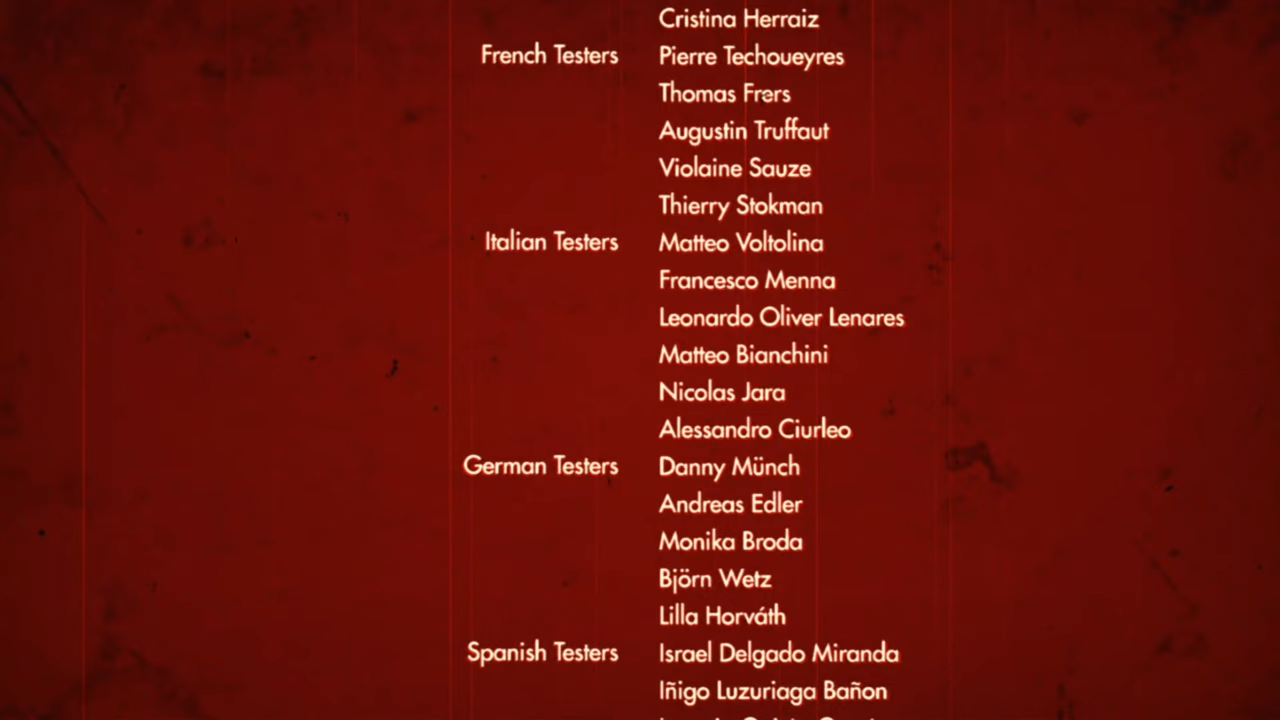 Cristina Herraiz
French Testers Pierre Techoueyres
Thomas Frers
Augustin Truffaut
Violaine Sauze
Thierry Stokman
Italian Testers Matteo Voltolina
Francesco Menna
Leonardo Oliver Lenares
Matteo Bianchini
Nicolas Jara
Alessandro Ciurleo
German Testers Danny Münch
Andreas Edler
Monika Broda
Björn Wetz
Lilla Horváth
Spanish Testers Israel Delgado Miranda
Iñigo Luzuriaga Bañon